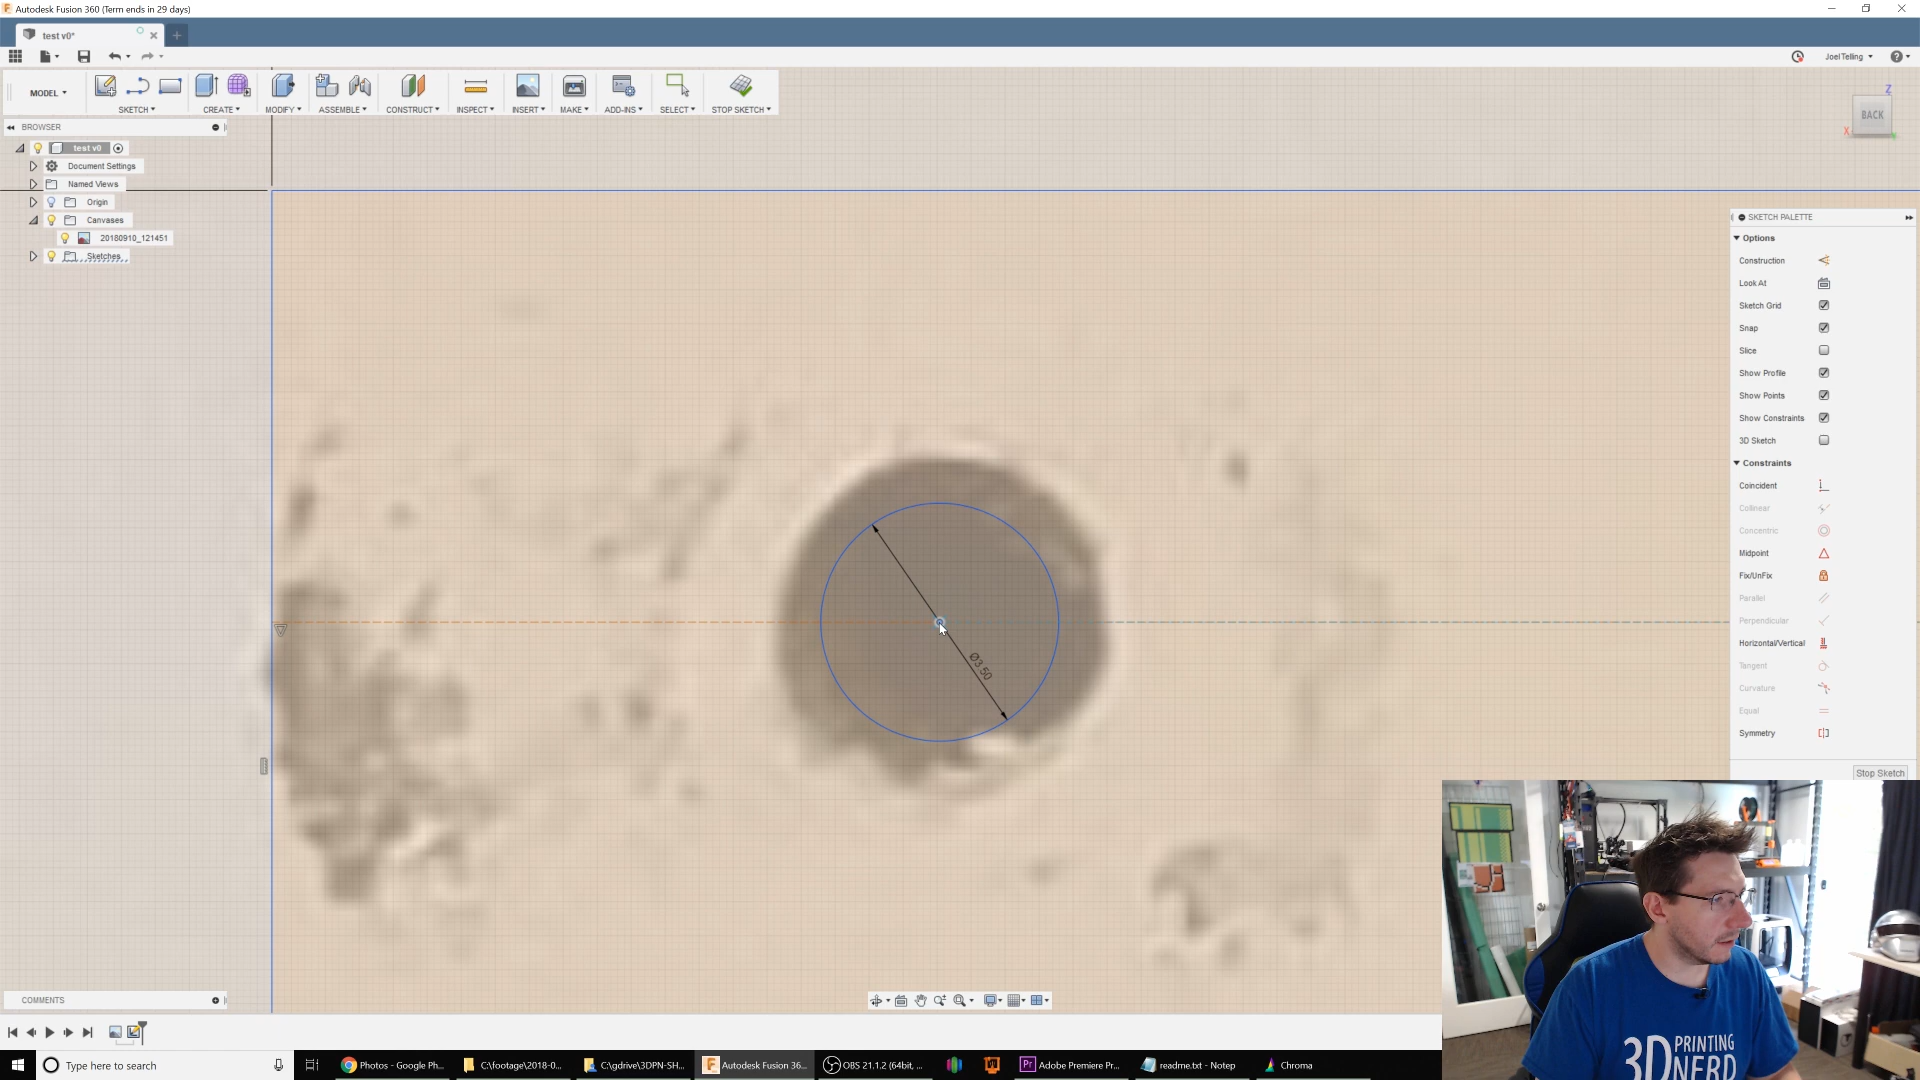 Autodesk Fusion 360 (Term ends in 29 days)
test v0*
Joel Telling
MODEL
SKETCH
CREATE
MODIFY
ASSEMBLE
CONSTRUCT
INSPECT
INSERT
MAKE
ADD-INS
SELECT
STOP SKETCH
BROWSER
test v0
Document Settings
Named Views
Origin
Canvases
20180910_121451
Sketches
Z
BACK
X
SKETCH PALETTE
Options
Construction
Look At
Sketch Grid
Snap
Slice
Show Profile
Show Points
Show Constraints
3D Sketch
Constraints
Coincident
Collinear
Concentric
Midpoint
Fix/UnFix
Parallel
Perpendicular
Horizontal/Vertical
Tangent
Curvature
Equal
Symmetry
Stop Sketch
Ø3.50
COMMENTS
3D PRINTING
NERD
Type here to search
Photos - Google Ph...
C:\footage\2018-0...
C:\gdrive\3DPN-SH...
Autodesk Fusion 36...
OBS 21.1.2 (64bit, ...
Pr Adobe Premiere Pr...
readme.txt - Notep...
Chroma